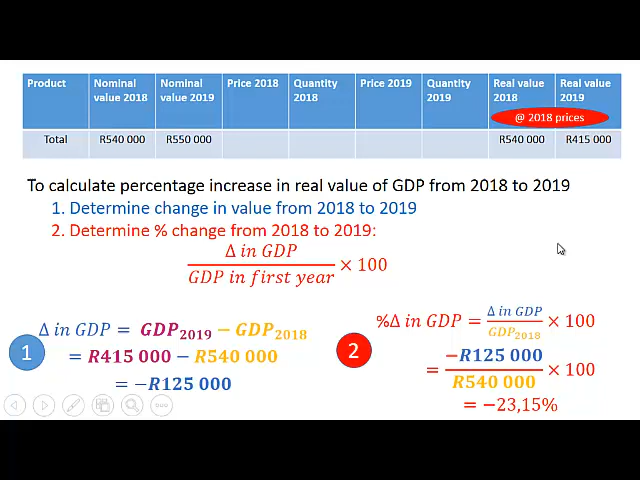 Product Nominal value 2018 Nominal value 2019 Price 2018 Quantity 2018 Price 2019 Quantity 2019 Real value 2018 Real value 2019
@ 2018 prices
Total R540 000 R550 000 R540 000 R415 000
To calculate percentage increase in real value of GDP from 2018 to 2019
1. Determine change in value from 2018 to 2019
2. Determine % change from 2018 to 2019:
Δ in GDP
GDP in first year × 100
1
Δ in GDP = GDP2019 − GDP2018
= R415 000 − R540 000
= −R125 000
2
%Δ in GDP = Δ in GDP / GDP2018 × 100
= −R125 000 / R540 000 × 100
= −23,15%